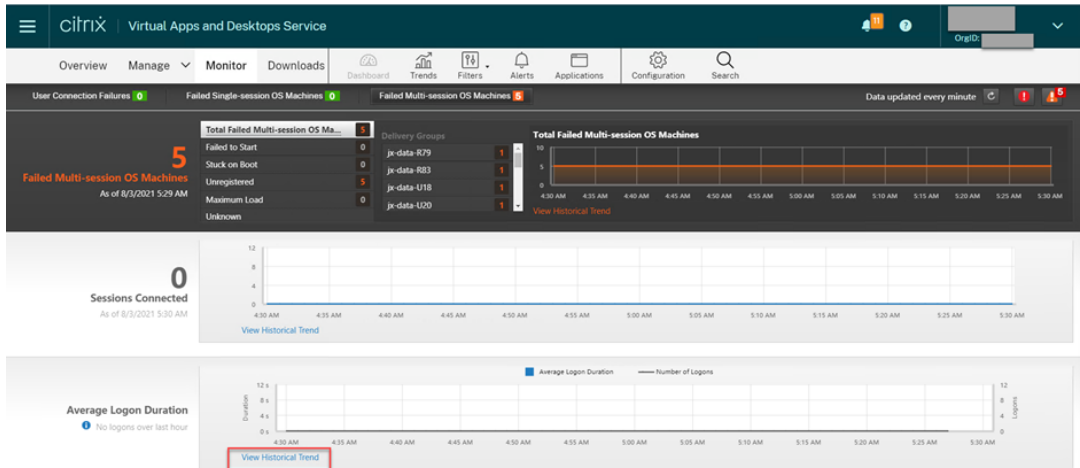 citrix | Virtual Apps and Desktops Service
11
OrgID:
Overview Manage Monitor Downloads Dashboard Trends Filters Alerts Applications Configuration Search
User Connection Failures 0 Failed Single-session OS Machines 0 Failed Multi-session OS Machines 5 Data updated every minute 5
5
Failed Multi-session OS Machines
As of 8/3/2021 5:29 AM
Total Failed Multi-session OS Ma... 5
Failed to Start 0
Stuck on Boot 0
Unregistered 5
Maximum Load 0
Unknown
Delivery Groups
jx-data-R79 1
jx-data-R83 1
jx-data-U18 1
jx-data-U20 1
Total Failed Multi-session OS Machines
10
5
0
4:30 AM 4:35 AM 4:40 AM 4:45 AM 4:50 AM 4:55 AM 5:00 AM 5:05 AM 5:10 AM 5:15 AM 5:20 AM 5:25 AM 5:30 AM
View Historical Trend
0
Sessions Connected
As of 8/3/2021 5:30 AM
12
8
4
0
4:30 AM 4:35 AM 4:40 AM 4:45 AM 4:50 AM 4:55 AM 5:00 AM 5:05 AM 5:10 AM 5:15 AM 5:20 AM 5:25 AM 5:30 AM
View Historical Trend
Average Logon Duration
No logons over last hour
Average Logon Duration Number of Logons
Duration
12 s
8 s
4 s
0 s
12
8
4
0
Logons
4:30 AM 4:35 AM 4:40 AM 4:45 AM 4:50 AM 4:55 AM 5:00 AM 5:05 AM 5:10 AM 5:15 AM 5:20 AM 5:25 AM 5:30 AM
View Historical Trend